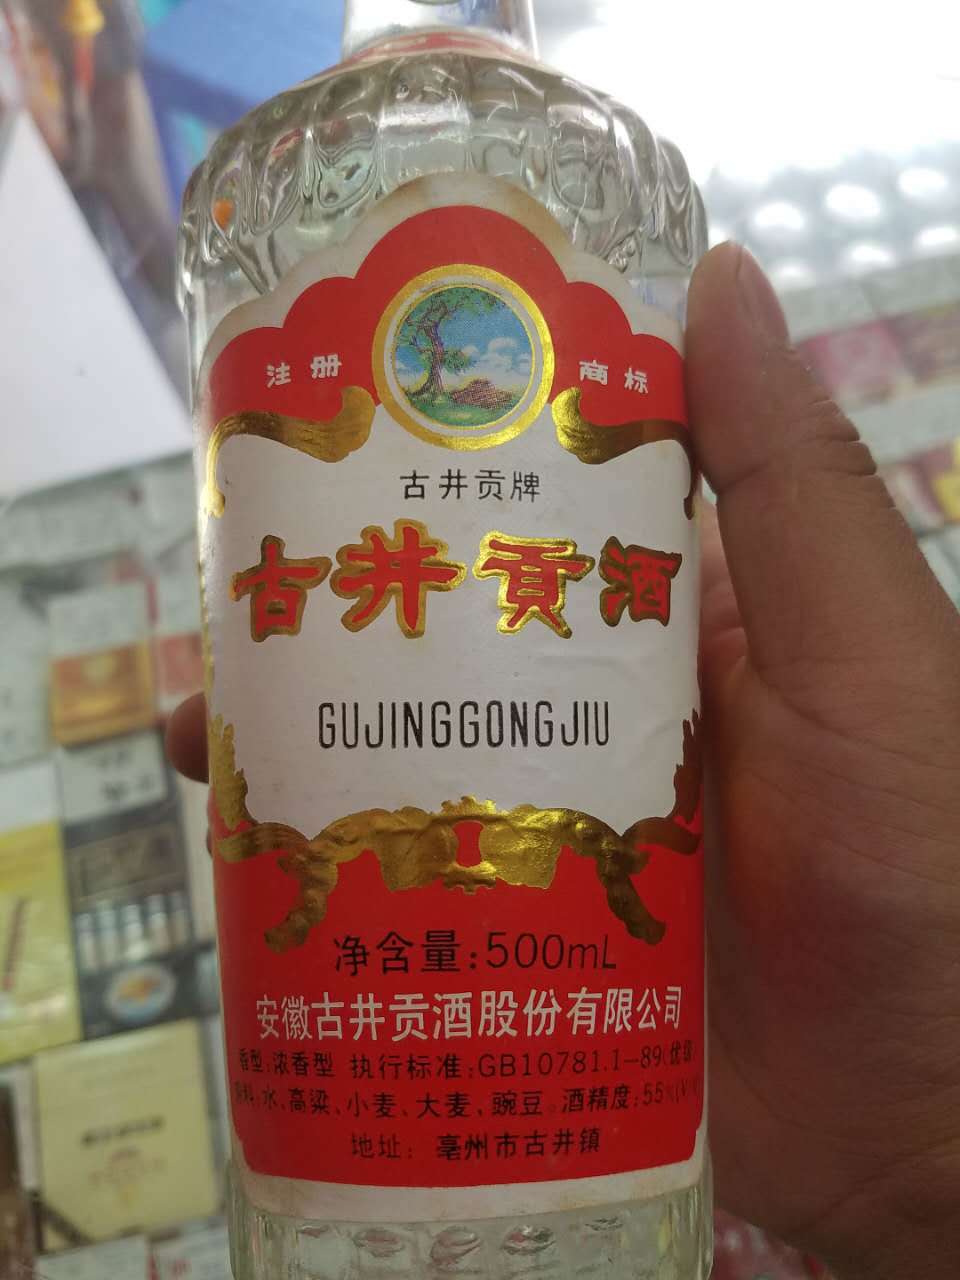 注册 商标
古井贡牌
古井贡酒
GUJINGGONGJIU
净含量:500mL
安徽古井贡酒股份有限公司
香型:浓香型 执行标准:GB10781.1-89(优级
原料:水、高粱、小麦、大麦、豌豆。酒精度:55%(V/V
地址: 亳州市古井镇